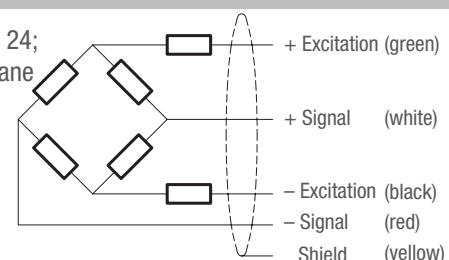 24;
ane
+ Excitation (green)
+ Signal (white)
– Excitation (black)
– Signal (red)
Shield (yellow)